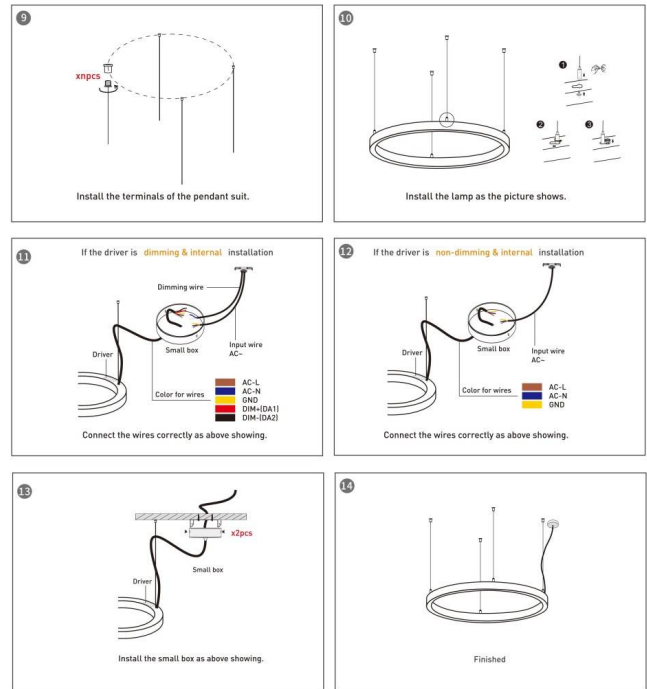 9
xnpcs
Install the terminals of the pendant suit.
10
1
2
3
Install the lamp as the picture shows.
11
If the driver is dimming & internal installation
Dimming wire
Driver
Small box
Input wire
AC~
Color for wires
AC-L
AC-N
GND
DIM+(DA1)
DIM-(DA2)
Connect the wires correctly as above showing.
12
If the driver is non-dimming & internal installation
Driver
Small box
Input wire
AC~
Color for wires
AC-L
AC-N
GND
Connect the wires correctly as above showing.
13
x2pcs
Small box
Driver
Install the small box as above showing.
14
Finished